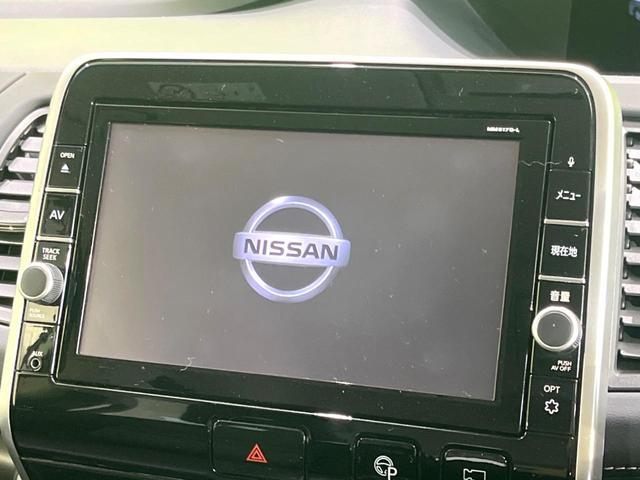 MM517D-L
OPEN
AV
TRACK
SEEK
PUSH
SOURCE
AUX
NISSAN
メニュー
現在地
音量
PUSH
AV OFF
OPT
P